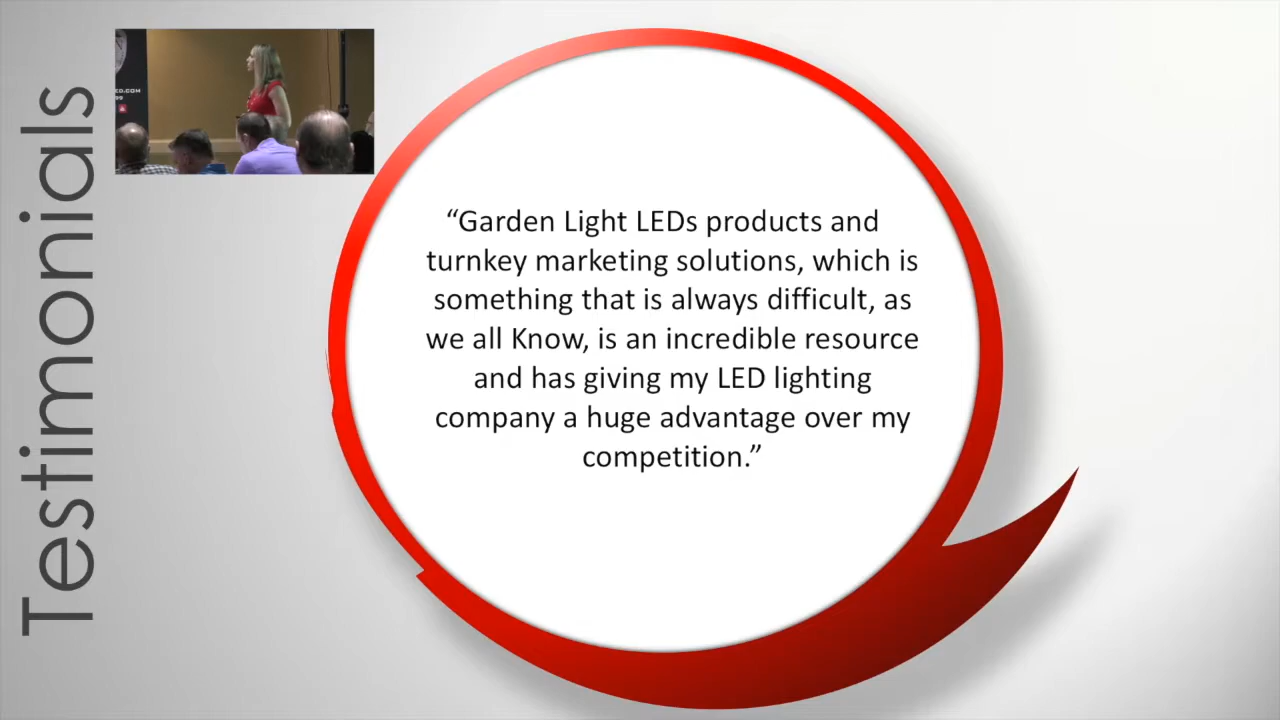 Testimonials
“Garden Light LEDs products and
turnkey marketing solutions, which is
something that is always difficult, as
we all Know, is an incredible resource
and has giving my LED lighting
company a huge advantage over my
competition.”